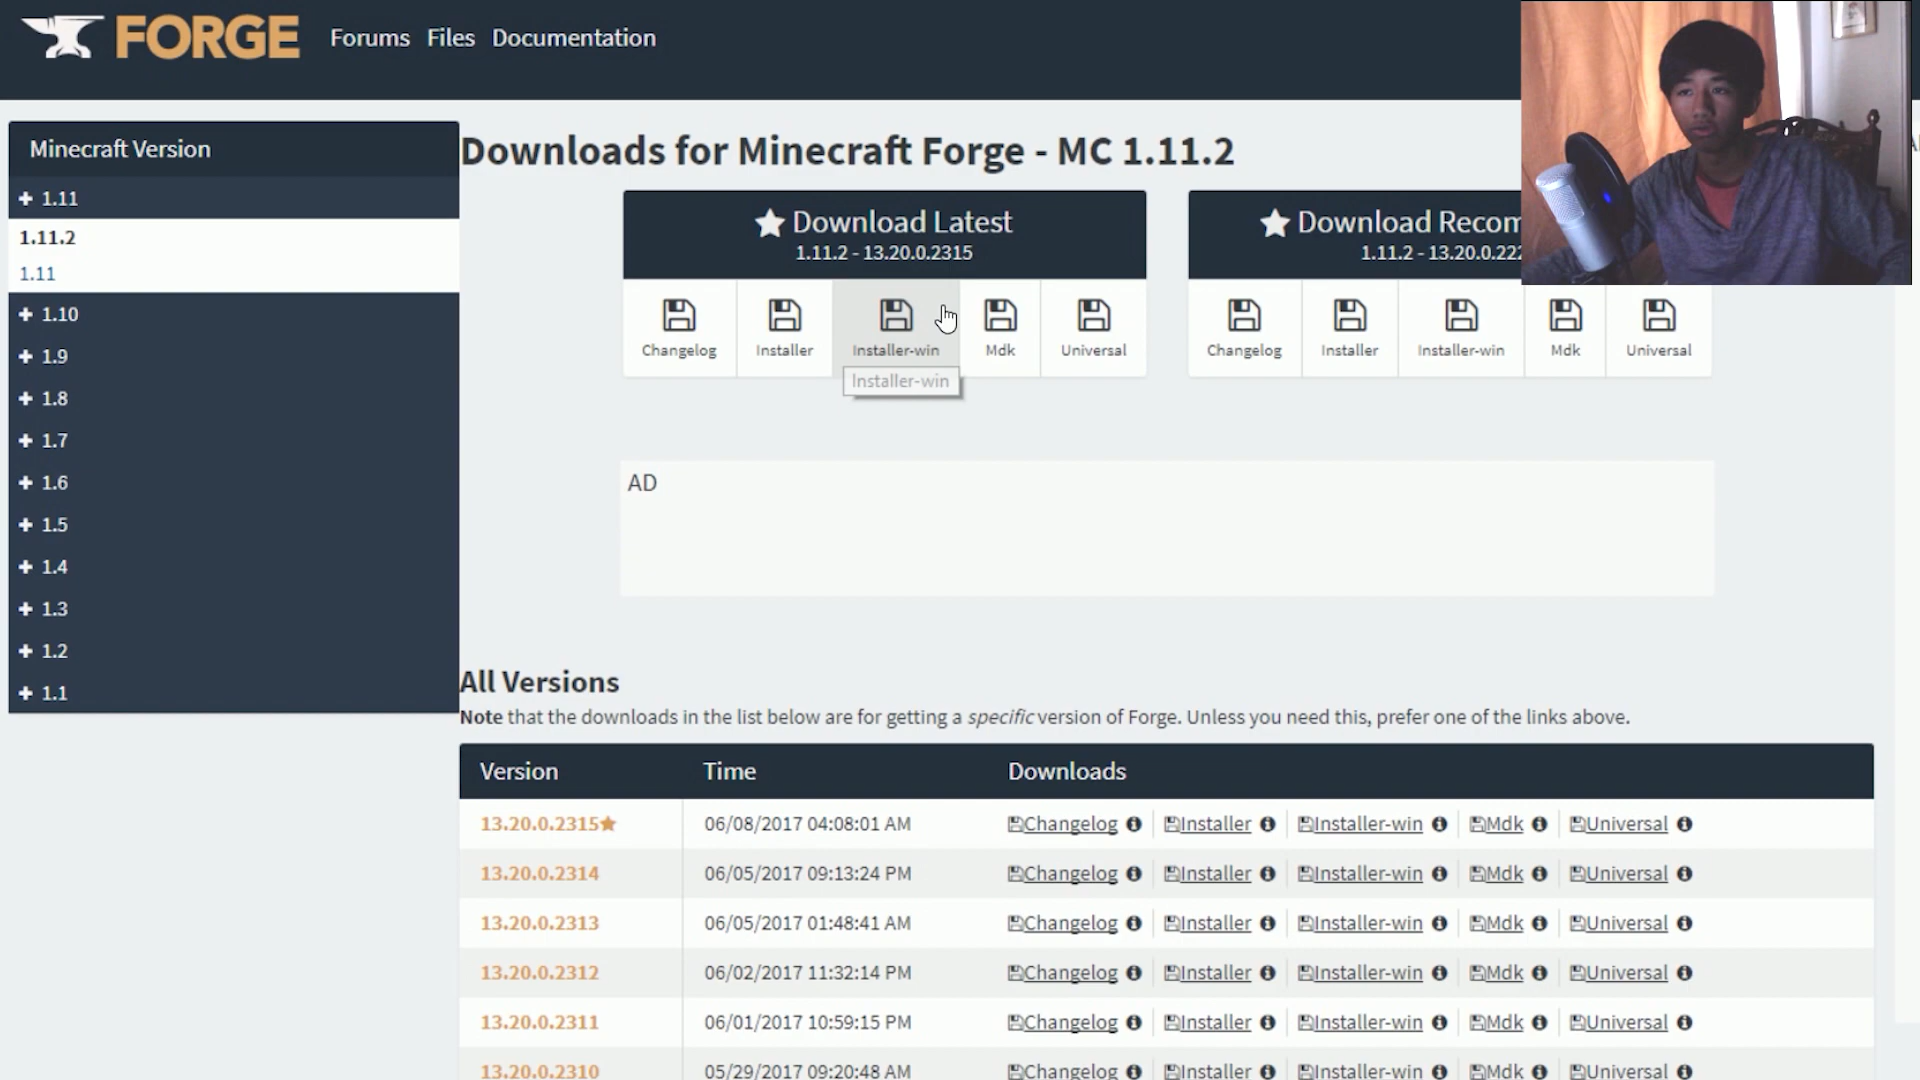 FORGE Forums Files Documentation
Minecraft Version
+ 1.11
1.11.2
1.11
+ 1.10
+ 1.9
+ 1.8
+ 1.7
+ 1.6
+ 1.5
+ 1.4
+ 1.3
+ 1.2
+ 1.1
Downloads for Minecraft Forge - MC 1.11.2
Download Latest
1.11.2 - 13.20.0.2315
Changelog Installer Installer-win Mdk Universal
Installer-win
Download Recom
1.11.2 - 13.20.0.222
Changelog Installer Installer-win Mdk Universal
AD
All Versions
Note that the downloads in the list below are for getting a specific version of Forge. Unless you need this, prefer one of the links above.
Version Time Downloads
13.20.0.2315 06/08/2017 04:08:01 AM Changelog Installer Installer-win Mdk Universal
13.20.0.2314 06/05/2017 09:13:24 PM Changelog Installer Installer-win Mdk Universal
13.20.0.2313 06/05/2017 01:48:41 AM Changelog Installer Installer-win Mdk Universal
13.20.0.2312 06/02/2017 11:32:14 PM Changelog Installer Installer-win Mdk Universal
13.20.0.2311 06/01/2017 10:59:15 PM Changelog Installer Installer-win Mdk Universal
13.20.0.2310 05/29/2017 09:20:48 AM Changelog Installer Installer-win Mdk Universal